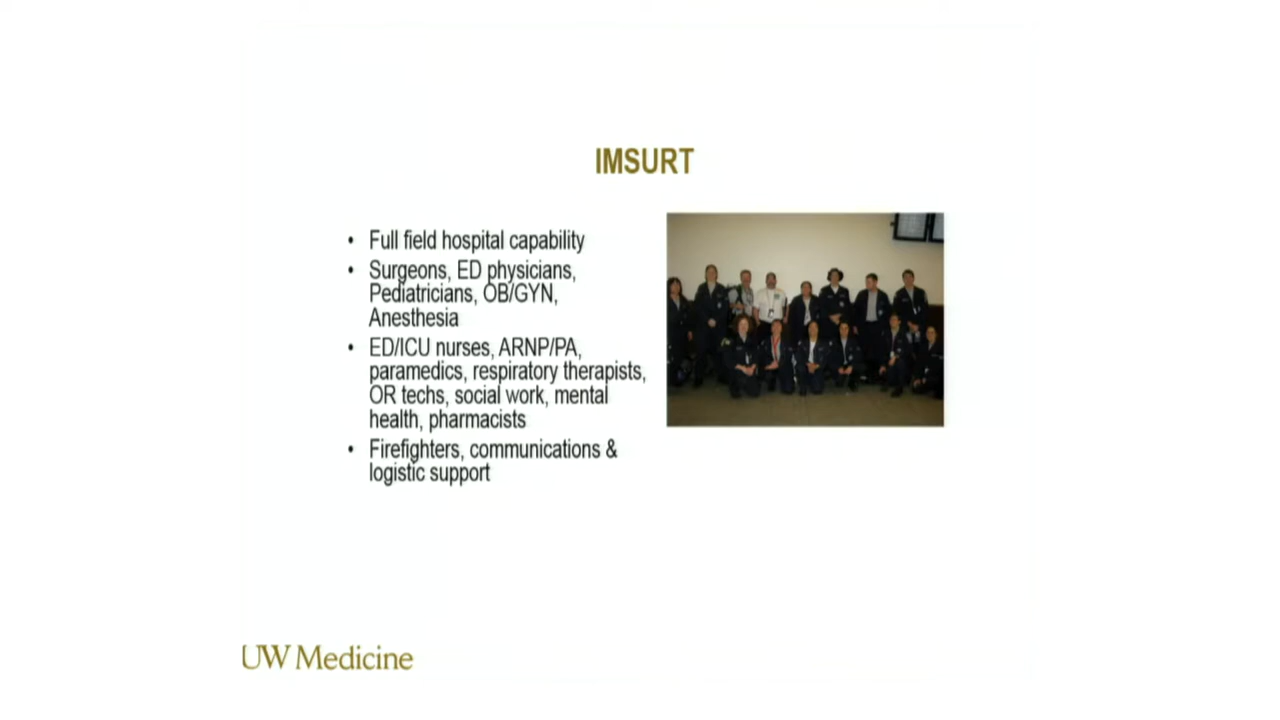 IMSURT
• Full field hospital capability
• Surgeons, ED physicians,
Pediatricians, OB/GYN,
Anesthesia
• ED/ICU nurses, ARNP/PA,
paramedics, respiratory therapists,
OR techs, social work, mental
health, pharmacists
• Firefighters, communications &
logistic support
UW Medicine